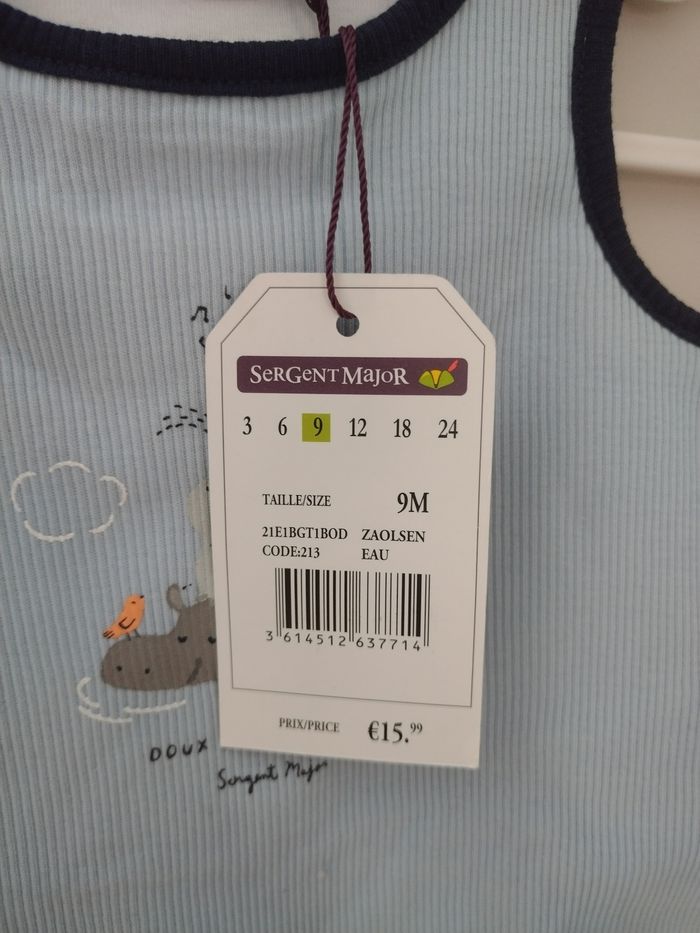 SERGENT MAJOR
3 6 9 12 18 24
TAILLE/SIZE 9M
21E1BGT1BOD ZAOLSEN
CODE:213 EAU
3 614512 637714
PRIX/PRICE €15.99
DOUX
Sergent Major